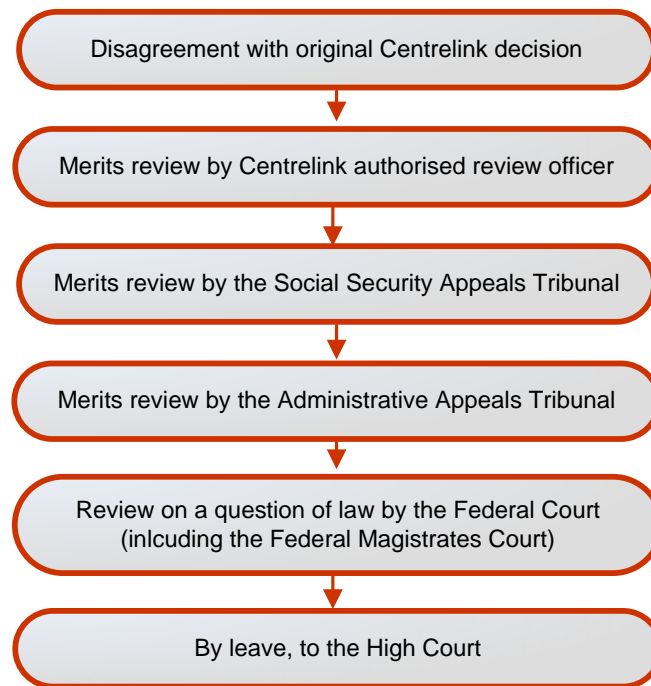 Disagreement with original Centrelink decision
Merits review by Centrelink authorised review officer
Merits review by the Social Security Appeals Tribunal
Merits review by the Administrative Appeals Tribunal
Review on a question of law by the Federal Court
(inlcuding the Federal Magistrates Court)
By leave, to the High Court